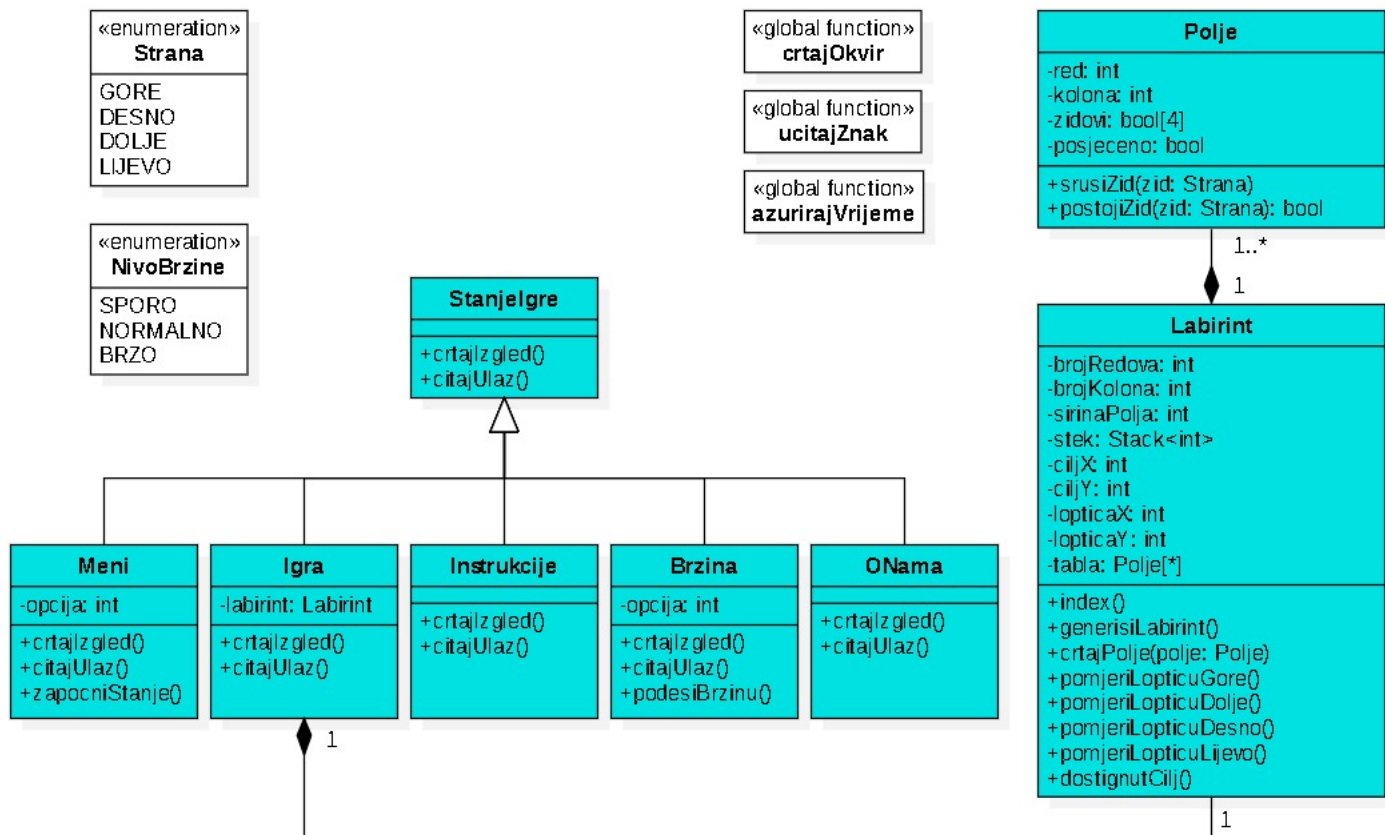 «enumeration»
Strana
GORE
DESNO
DOLJE
LIJEVO
«enumeration»
NivoBrzine
SPORO
NORMALNO
BRZO
«global function»
crtajOkvir
«global function»
ucitajZnak
«global function»
azurirajVrijeme
Polje
-red: int
-kolona: int
-zidovi: bool[4]
-posjeceno: bool
+srusiZid(zid: Strana)
+postojiZid(zid: Strana): bool
1..*
1
Labirint
-brojRedova: int
-brojKolona: int
-sirinaPolja: int
-stek: Stack<int>
-ciljX: int
-ciljY: int
-lopticaX: int
-lopticaY: int
-tabla: Polje[*]
+index()
+generisiLabirint()
+crtajPolje(polje: Polje)
+pomjeriLopticuGore()
+pomjeriLopticuDolje()
+pomjeriLopticuDesno()
+pomjeriLopticuLijevo()
+dostignutCilj()
1
StanjeIgre
+crtajIzgled()
+citajUlaz()
Meni
-opcija: int
+crtajIzgled()
+citajUlaz()
+zapocniStanje()
Igra
-labirint: Labirint
+crtajIzgled()
+citajUlaz()
1
Instrukcije
+crtajIzgled()
+citajUlaz()
Brzina
-opcija: int
+crtajIzgled()
+citajUlaz()
+podesiBrzinu()
ONama
+crtajIzgled()
+citajUlaz()